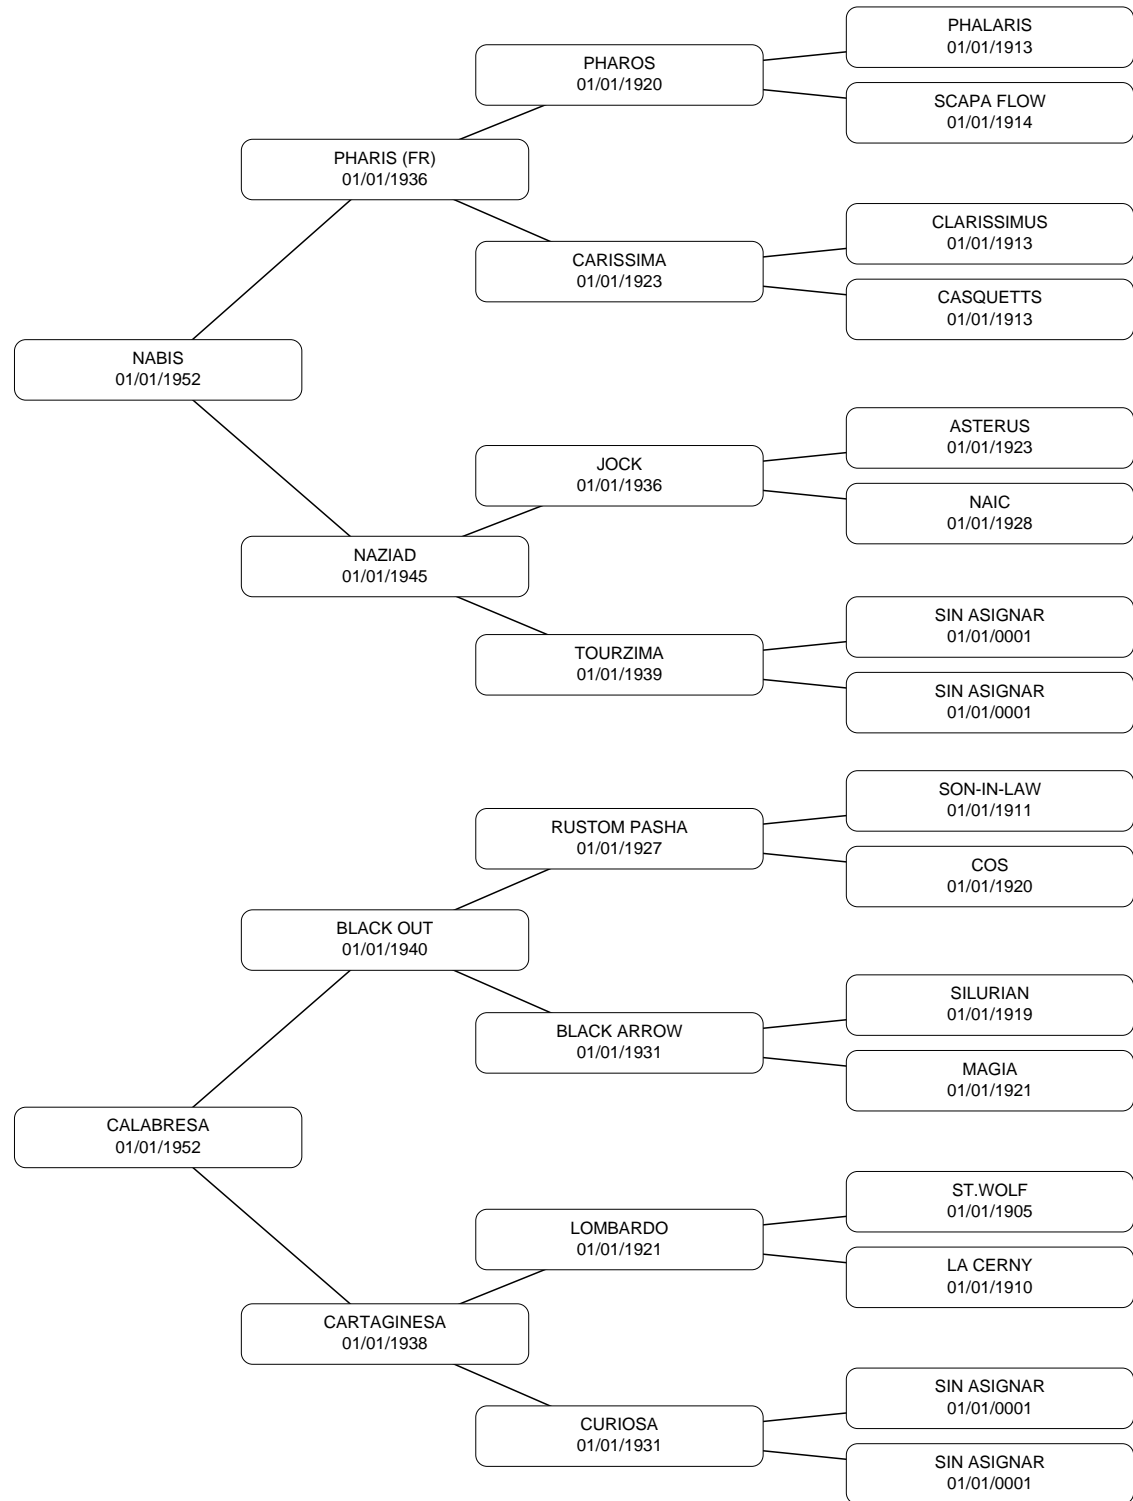 PHALARIS
01/01/1913
PHAROS
01/01/1920
SCAPA FLOW
01/01/1914
PHARIS (FR)
01/01/1936
CLARISSIMUS
01/01/1913
CARISSIMA
01/01/1923
CASQUETTS
01/01/1913
NABIS
01/01/1952
ASTERUS
01/01/1923
JOCK
01/01/1936
NAIC
01/01/1928
NAZIAD
01/01/1945
SIN ASIGNAR
01/01/0001
TOURZIMA
01/01/1939
SIN ASIGNAR
01/01/0001
SON-IN-LAW
01/01/1911
RUSTOM PASHA
01/01/1927
COS
01/01/1920
BLACK OUT
01/01/1940
SILURIAN
01/01/1919
BLACK ARROW
01/01/1931
MAGIA
01/01/1921
CALABRESA
01/01/1952
ST.WOLF
01/01/1905
LOMBARDO
01/01/1921
LA CERNY
01/01/1910
CARTAGINESA
01/01/1938
SIN ASIGNAR
01/01/0001
CURIOSA
01/01/1931
SIN ASIGNAR
01/01/0001